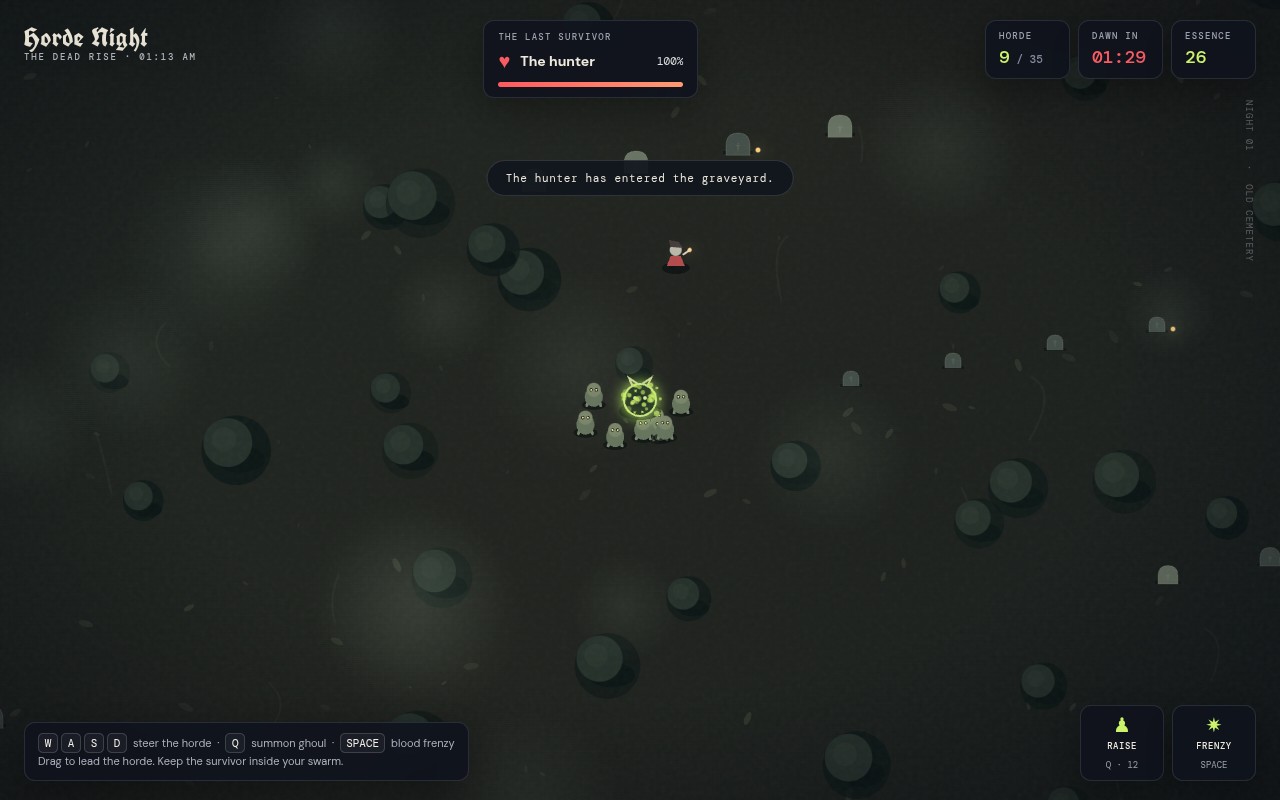 Horde Night
THE DEAD RISE · 01:13 AM
THE LAST SURVIVOR
♥ The hunter 100%
HORDE
9 / 35
DAWN IN
01:29
ESSENCE
26
NIGHT 01 · OLD CEMETERY
The hunter has entered the graveyard.
W A S D steer the horde · Q summon ghoul · SPACE blood frenzy
Drag to lead the horde. Keep the survivor inside your swarm.
RAISE
Q · 12
FRENZY
SPACE